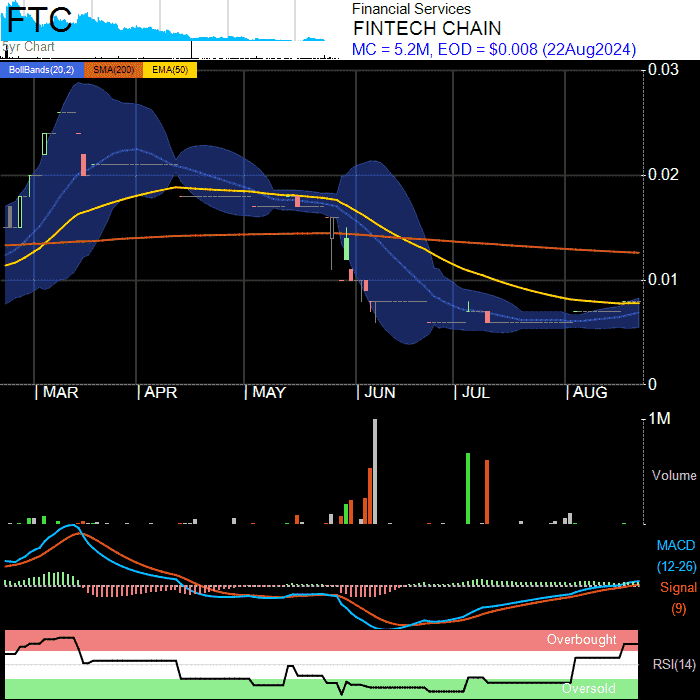 FTC
5yr Chart
Financial Services
FINTECH CHAIN
MC = 5.2M, EOD = $0.008 (22Aug2024)
BollBands(20,2) SMA(200) EMA(50)
0.03
0.02
0.01
0
| MAR | APR | MAY | JUN | JUL | AUG
1M
Volume
MACD
(12-26)
Signal
(9)
Overbought
RSI(14)
Oversold